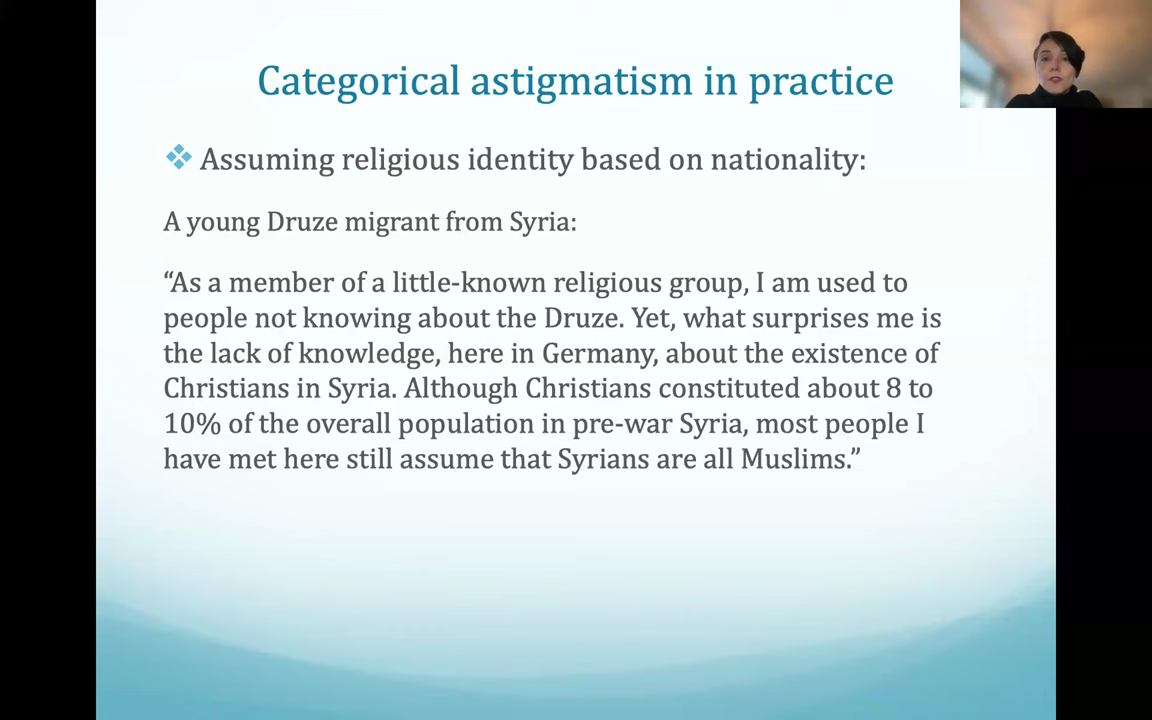 Categorical astigmatism in practice
❖ Assuming religious identity based on nationality:
A young Druze migrant from Syria:
“As a member of a little-known religious group, I am used to
people not knowing about the Druze. Yet, what surprises me is
the lack of knowledge, here in Germany, about the existence of
Christians in Syria. Although Christians constituted about 8 to
10% of the overall population in pre-war Syria, most people I
have met here still assume that Syrians are all Muslims.”